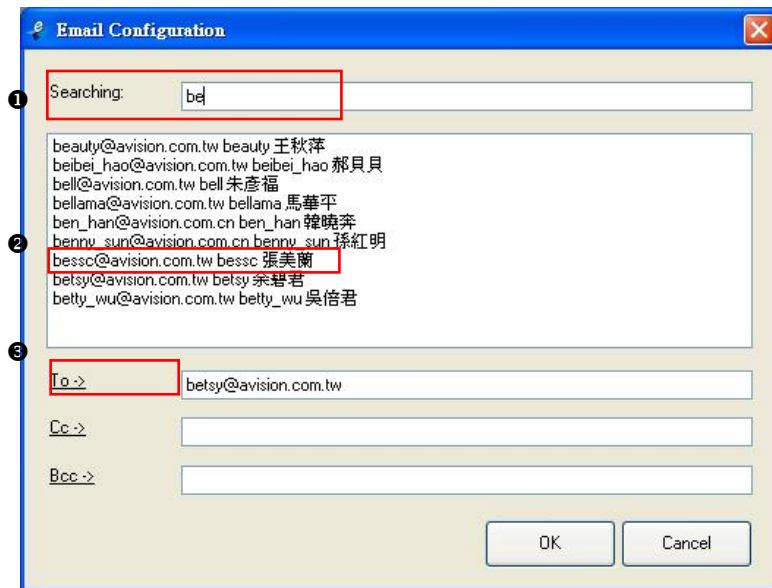 Email Configuration
❶
Searching:
be
beauty@avision.com.tw beauty 王秋萍
beibei_hao@avision.com.tw beibei_hao 郝貝貝
bell@avision.com.tw bell 朱彥福
bellama@avision.com.tw bellama 馬華平
ben_han@avision.com.cn ben_han 韓曉奔
❷
benny_sun@avision.com.cn benny_sun 孫紅明
bessc@avision.com.tw bessc 張美蘭
betsy@avision.com.tw betsy 余碧君
betty_wu@avision.com.tw betty_wu 吳倍君
❸
To -> betsy@avision.com.tw
Cc ->
Bcc ->
OK Cancel